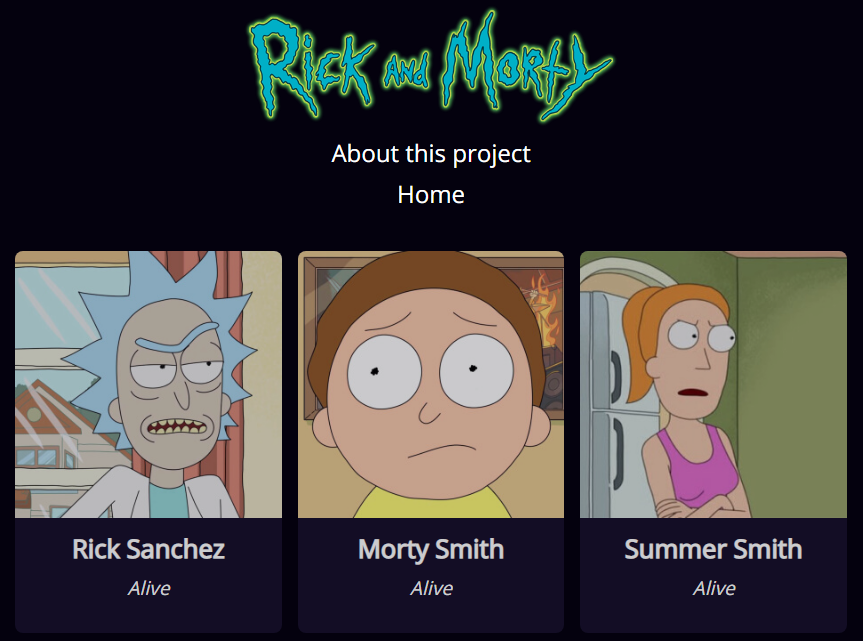 Rick and Morty
About this project
Home
Rick Sanchez
Morty Smith
Summer Smith
Alive
Alive
Alive